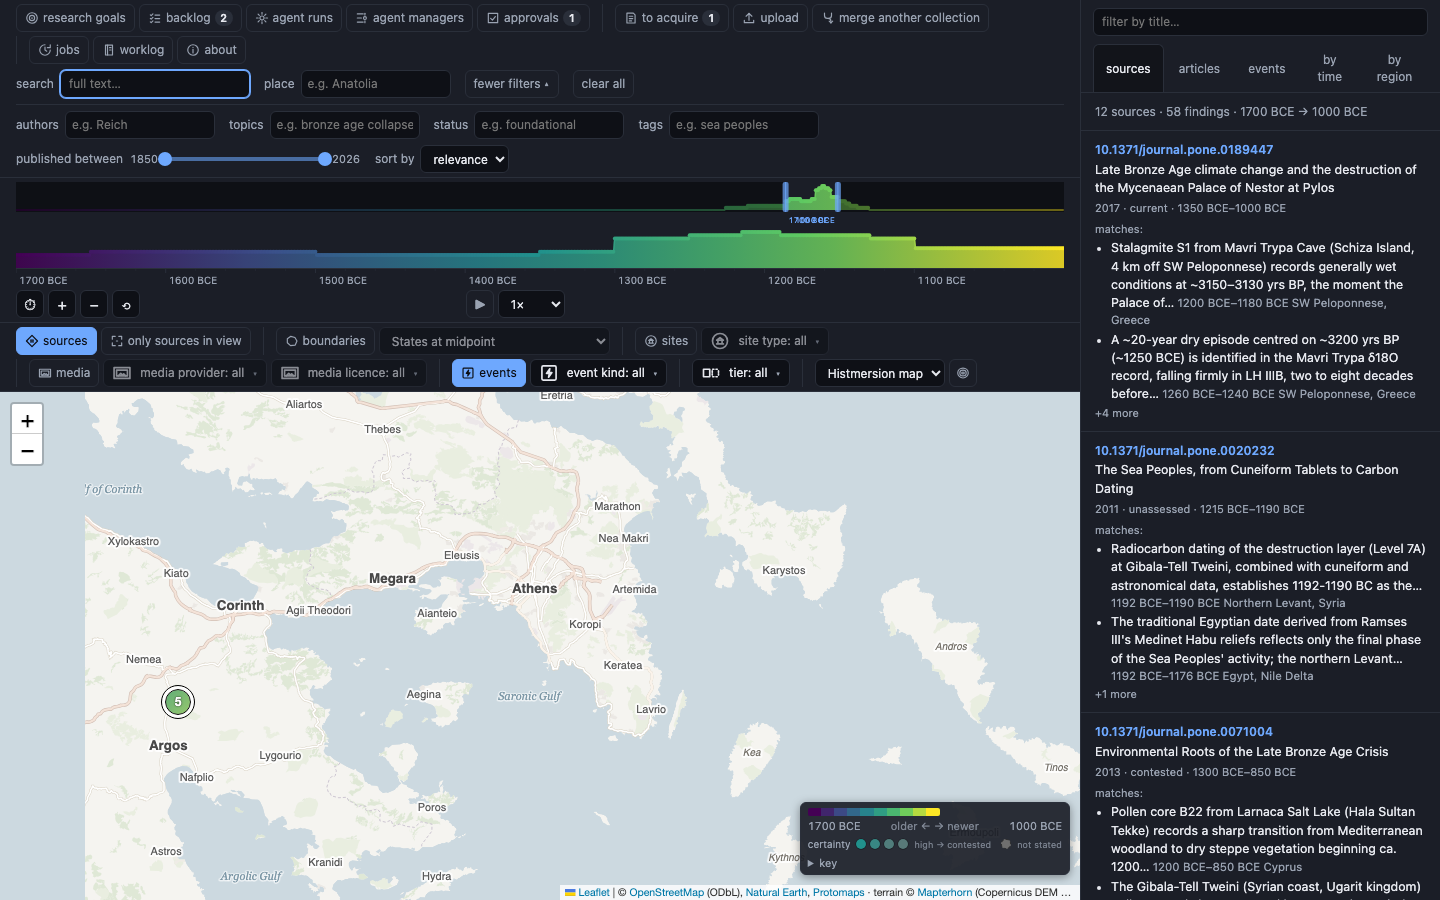 research goals
backlog 2
agent runs
agent managers
approvals 1
to acquire 1
upload
merge another collection
jobs
worklog
about
search full text...
place e.g. Anatolia
fewer filters
clear all
authors e.g. Reich
topics e.g. bronze age collapse
status e.g. foundational
tags e.g. sea peoples
published between 1850 2026
sort by relevance
1700 BCE 1600 BCE 1500 BCE 1400 BCE 1300 BCE 1200 BCE 1100 BCE
+ −
1x
sources
only sources in view
boundaries
States at midpoint
sites
site type: all
media
media provider: all
media licence: all
events
event kind: all
tier: all
Histmersion map
+
−
Aliartos
Eretria
Thebes
f of Corinth
Marathon
Nea Makri
Xylokastro
Eleusis
Kiato
Megara
Athens
Artemida
Karystos
Corinth
Agii Theodori
Aianteio
Koropi
Nemea
Keratea
Andros
5
Aegina
Saronic Gulf
Lavrio
Argos
Lygourio
Kea
Tinos
Nafplio
Poros
Astros
Kranidi
Kythno
Argolic Gulf
Hydra
1700 BCE older ← → newer 1000 BCE
certainty high → contested not stated
key
Leaflet | © OpenStreetMap (ODbL), Natural Earth, Protomaps · terrain © Mapterhorn (Copernicus DEM ...
filter by title...
sources
articles
events
by time
by region
12 sources · 58 findings · 1700 BCE → 1000 BCE
10.1371/journal.pone.0189447
Late Bronze Age climate change and the destruction of
the Mycenaean Palace of Nestor at Pylos
2017 · current · 1350 BCE–1000 BCE
matches:
• Stalagmite S1 from Mavri Trypa Cave (Schiza Island,
4 km off SW Peloponnese) records generally wet
conditions at ~3150–3130 yrs BP, the moment the
Palace of... 1200 BCE–1180 BCE SW Peloponnese,
Greece
• A ~20-year dry episode centred on ~3200 yrs BP
(~1250 BCE) is identified in the Mavri Trypa δ18O
record, falling firmly in LH IIIB, two to eight decades
before... 1260 BCE–1240 BCE SW Peloponnese, Greece
+4 more
10.1371/journal.pone.0020232
The Sea Peoples, from Cuneiform Tablets to Carbon
Dating
2011 · unassessed · 1215 BCE–1190 BCE
matches:
• Radiocarbon dating of the destruction layer (Level 7A)
at Gibala-Tell Tweini, combined with cuneiform and
astronomical data, establishes 1192-1190 BC as the...
1192 BCE–1190 BCE Northern Levant, Syria
• The traditional Egyptian date derived from Ramses
III's Medinet Habu reliefs reflects only the final phase
of the Sea Peoples' activity; the northern Levant...
1192 BCE–1176 BCE Egypt, Nile Delta
+1 more
10.1371/journal.pone.0071004
Environmental Roots of the Late Bronze Age Crisis
2013 · contested · 1300 BCE–850 BCE
matches:
• Pollen core B22 from Larnaca Salt Lake (Hala Sultan
Tekke) records a sharp transition from Mediterranean
woodland to dry steppe vegetation beginning ca.
1200... 1200 BCE–850 BCE Cyprus
• The Gibala-Tell Tweini (Syrian coast, Ugarit kingdom)